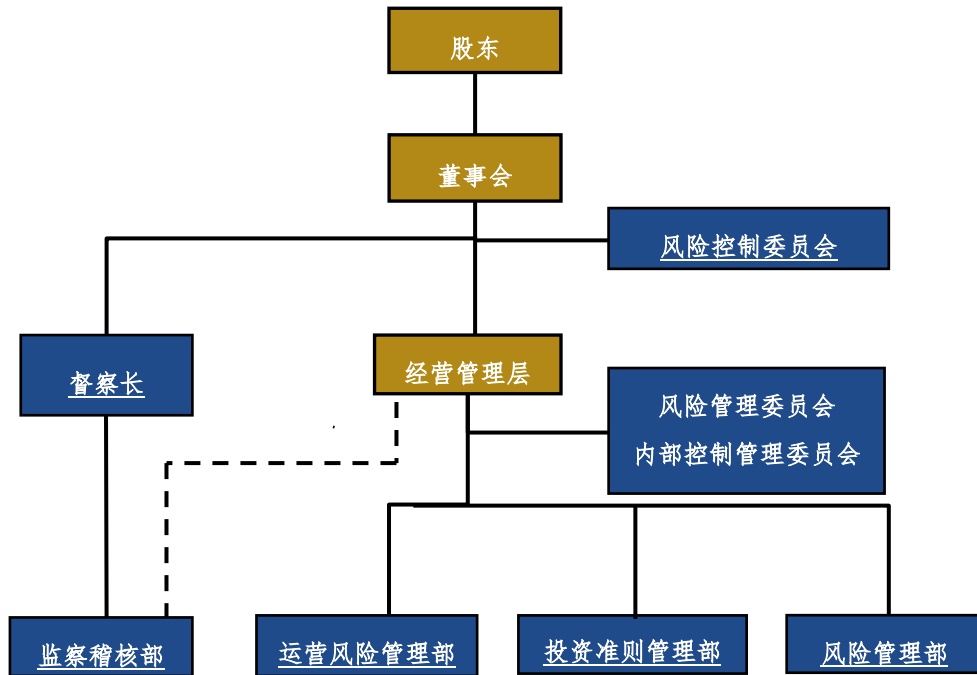 股东
董事会
风险控制委员会
督察长
经营管理层
风险管理委员会
内部控制管理委员会
监察稽核部
运营风险管理部
投资准则管理部
风险管理部